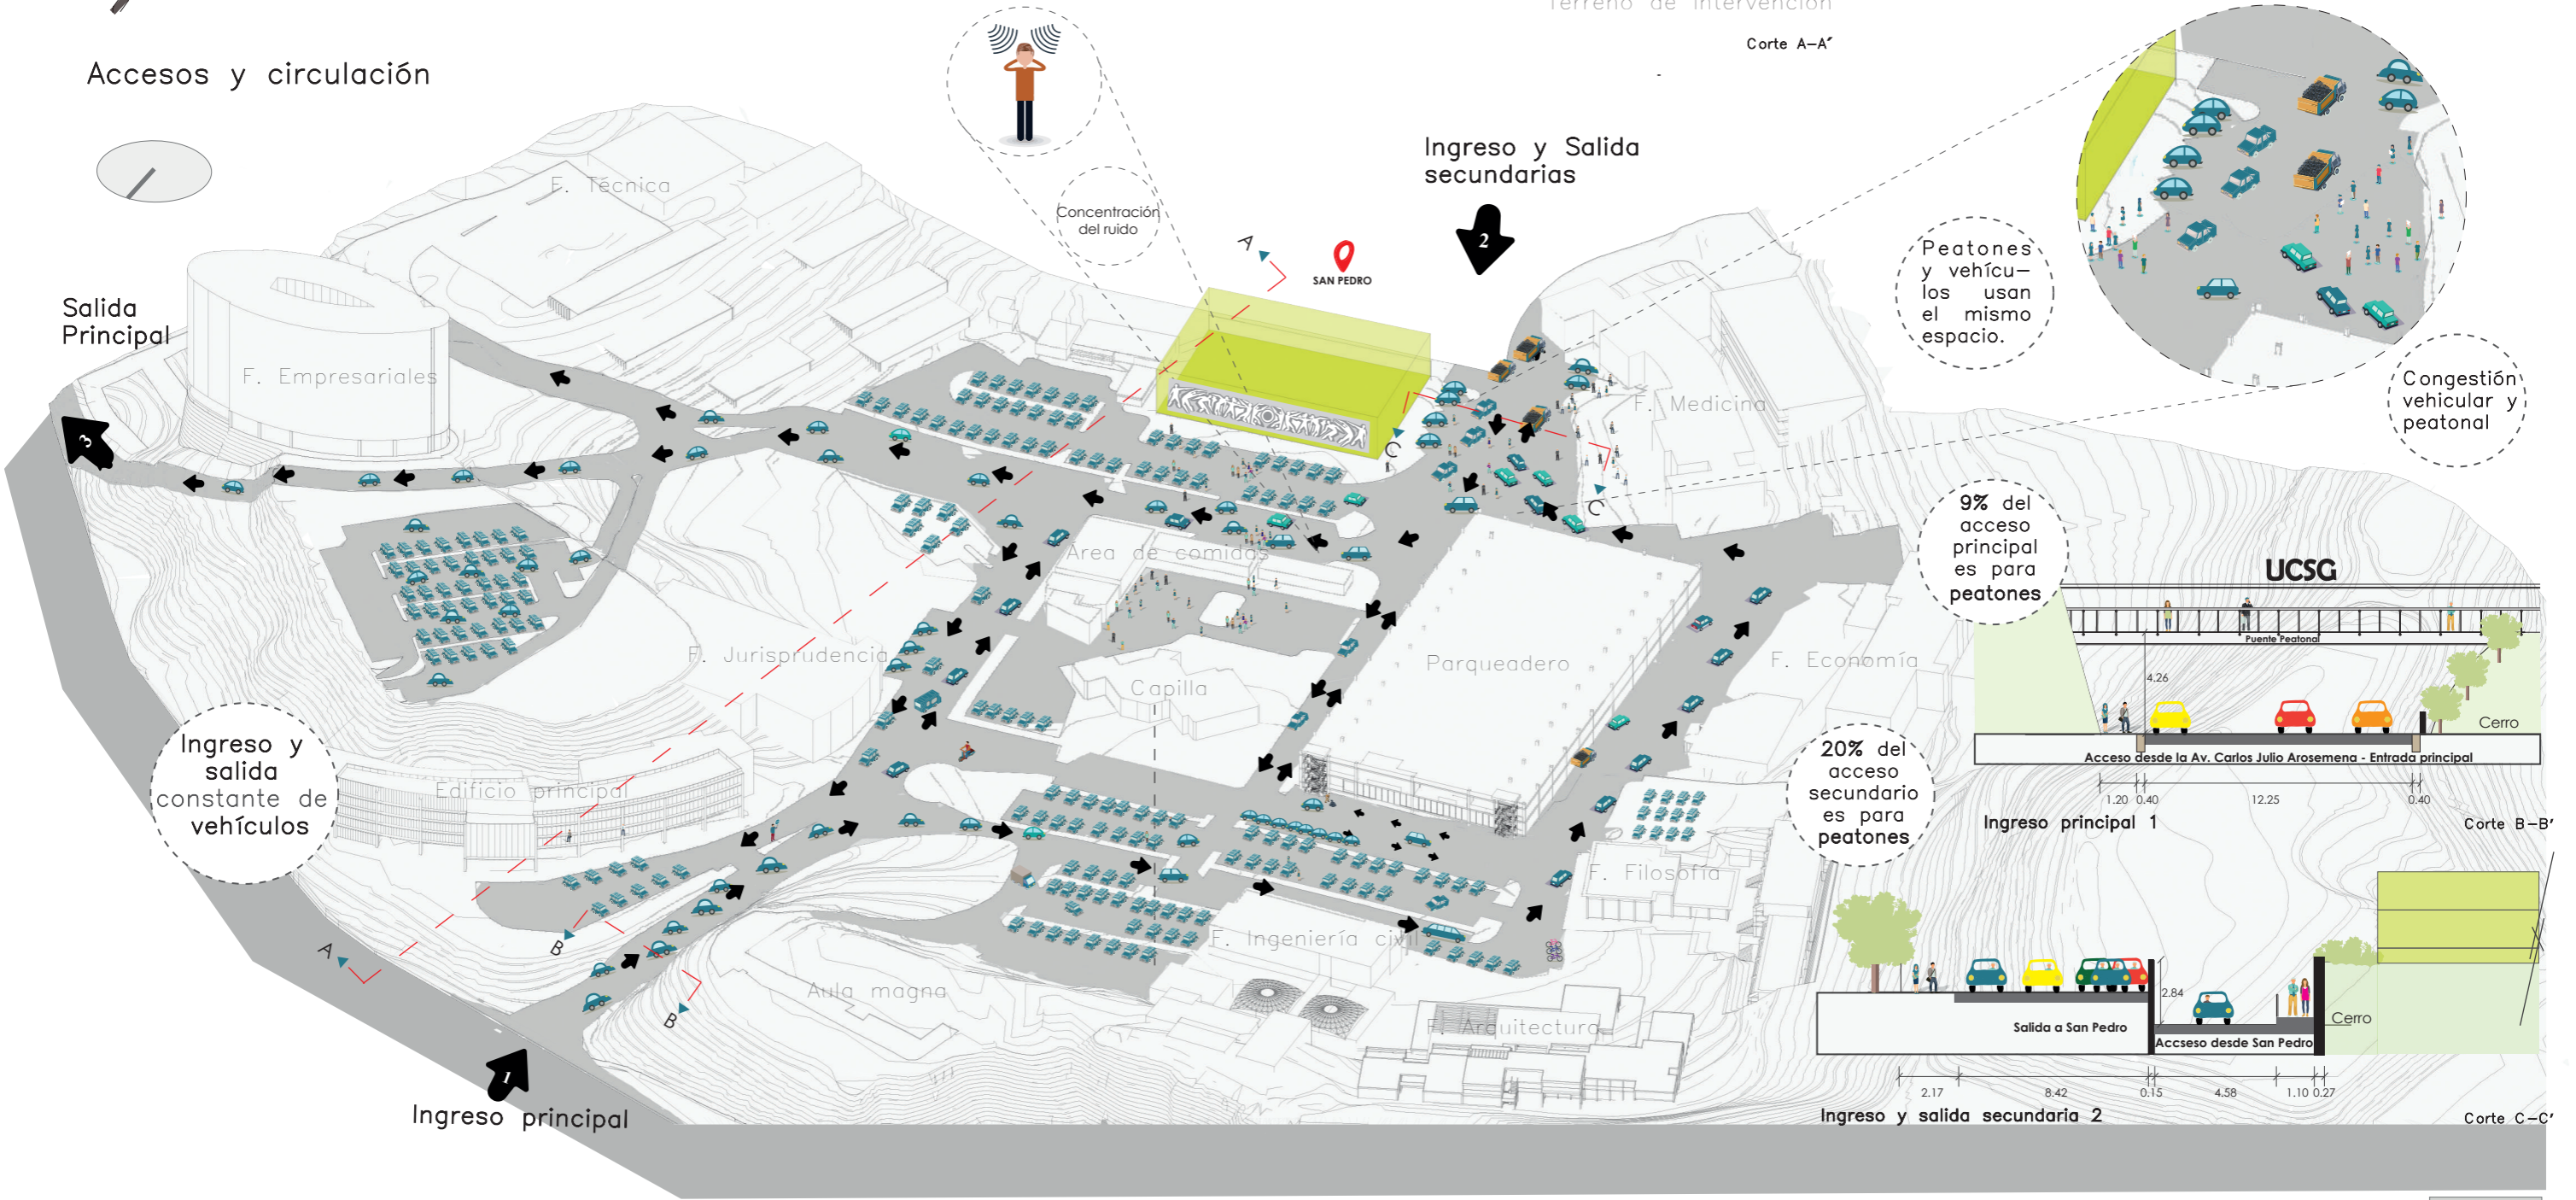 Terreno de intervención
Corte A-A'
Accesos y circulación
Ingreso y Salida
secundarias
2
F. Técnica
Concentración
del ruido
A
SAN PEDRO
Peatones
y vehícu-
los usan
el mismo
espacio.
Congestión
vehicular y
peatonal
Salida
Principal
3
F. Empresariales
F. Medicina
C
C
9% del
acceso
principal
es para
peatones
UCSG
Puente Peatonal
4.26
Cerro
Acceso desde la Av. Carlos Julio Arosemena - Entrada principal
1.20 0.40 12.25 0.40
Ingreso principal 1
Corte B-B'
Área de comidas
F. Jurisprudencia
Capilla
Parqueadero
F. Economía
Ingreso y
salida
constante de
vehículos
Edificio principal
20% del
acceso
secundario
es para
peatones
F. Filosofía
A
B
B
F. Ingeniería civil
Aula magna
F. Arquitectura
2.84
Cerro
Salida a San Pedro
Accseso desde San Pedro
2.17 8.42 0.15 4.58 1.10 0.27
Ingreso y salida secundaria 2
Corte C-C'
1
Ingreso principal